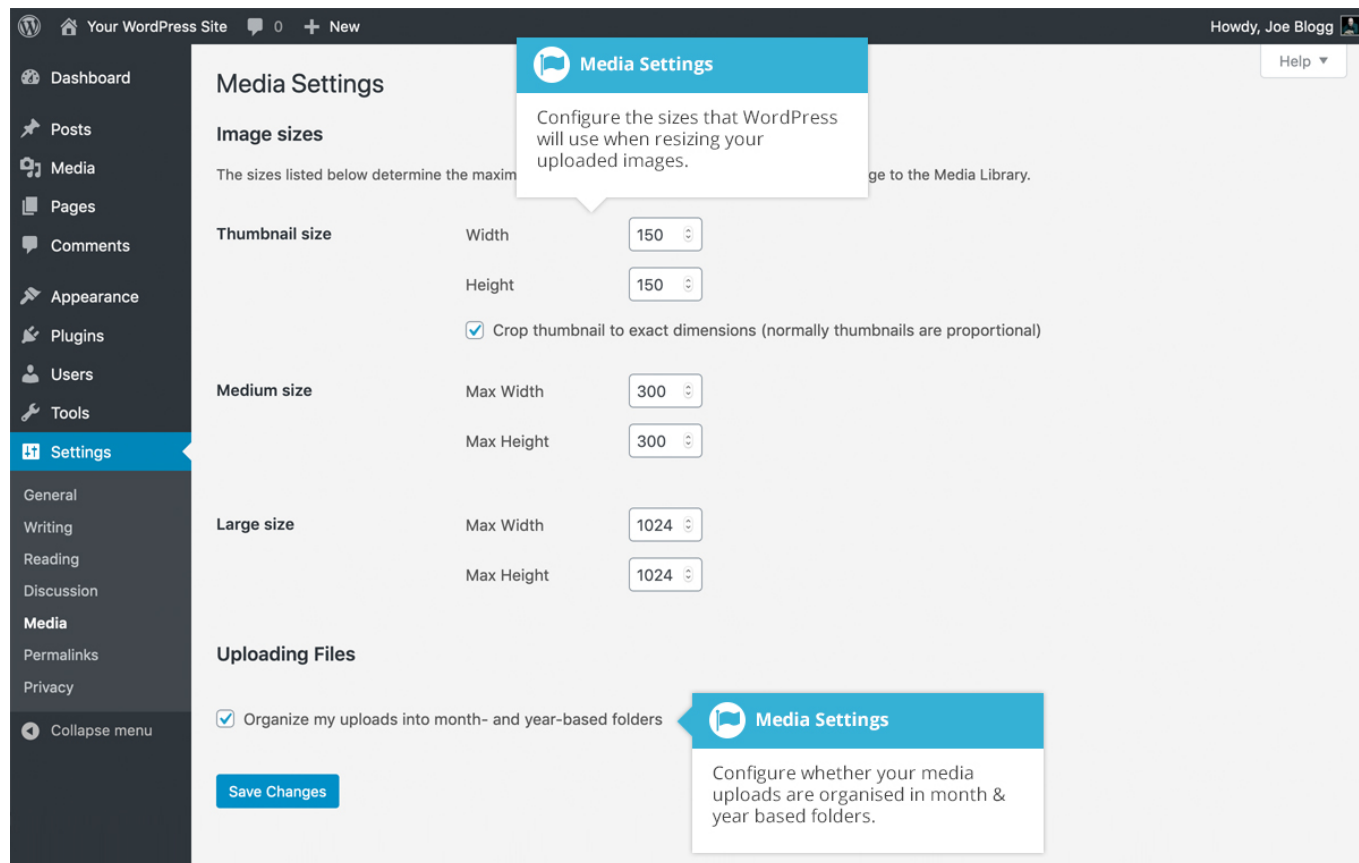 Your WordPress Site 0 New Howdy, Joe Blogg
Help
Dashboard
Posts
Media
Pages
Comments
Appearance
Plugins
Users
Tools
Settings
General
Writing
Reading
Discussion
Media
Permalinks
Privacy
Collapse menu
Media Settings
Media Settings
Configure the sizes that WordPress
will use when resizing your
uploaded images.
Image sizes
The sizes listed below determine the maxim
ge to the Media Library.
Thumbnail size Width 150
Height 150
Crop thumbnail to exact dimensions (normally thumbnails are proportional)
Medium size Max Width 300
Max Height 300
Large size Max Width 1024
Max Height 1024
Uploading Files
Organize my uploads into month- and year-based folders
Media Settings
Configure whether your media
uploads are organised in month &
year based folders.
Save Changes